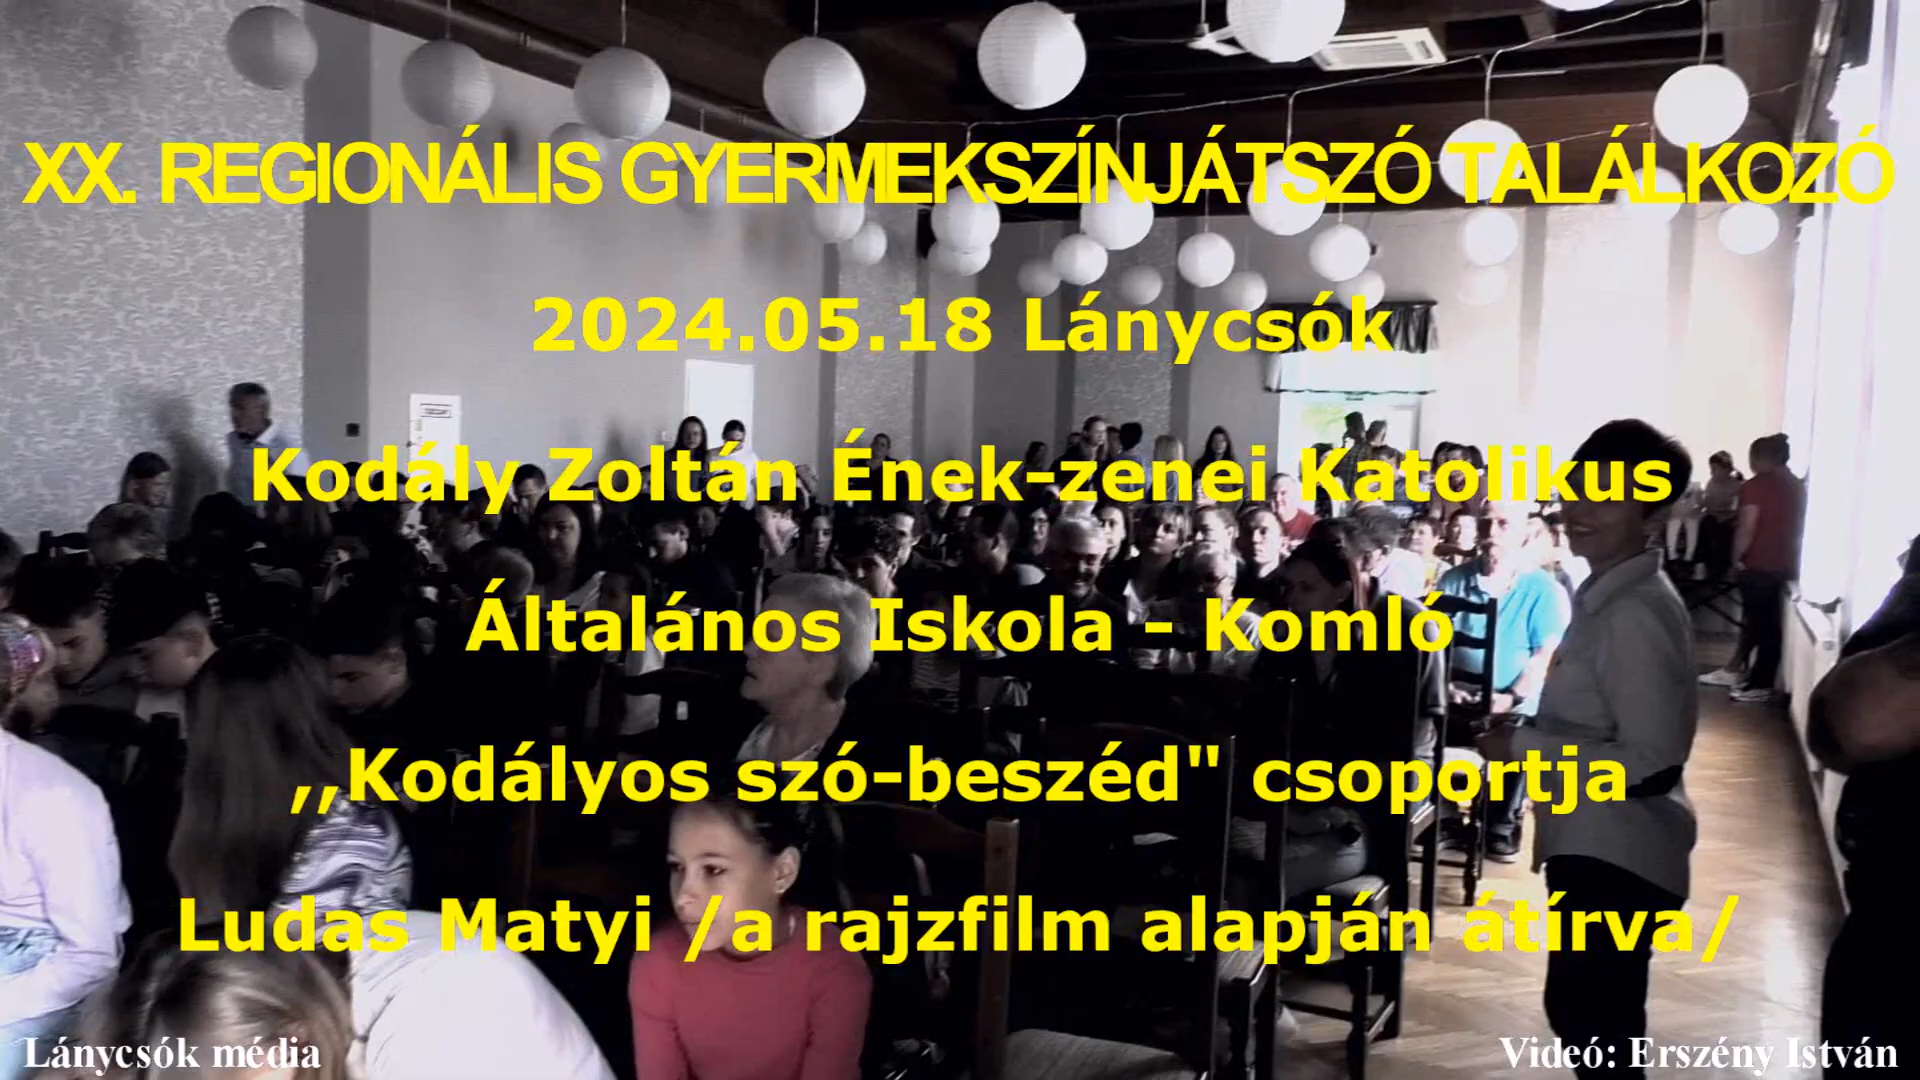 XX. REGIONÁLIS GYERMEKSZÍNJÁTSZÓ TALÁLKOZÓ
2024.05.18 Lánycsók
Kodály Zoltán Ének-zenei Katolikus
Általános Iskola - Komló
,,Kodályos szó-beszéd" csoportja
Ludas Matyi /a rajzfilm alapján átírva/
Lánycsók média
Videó: Erszény István